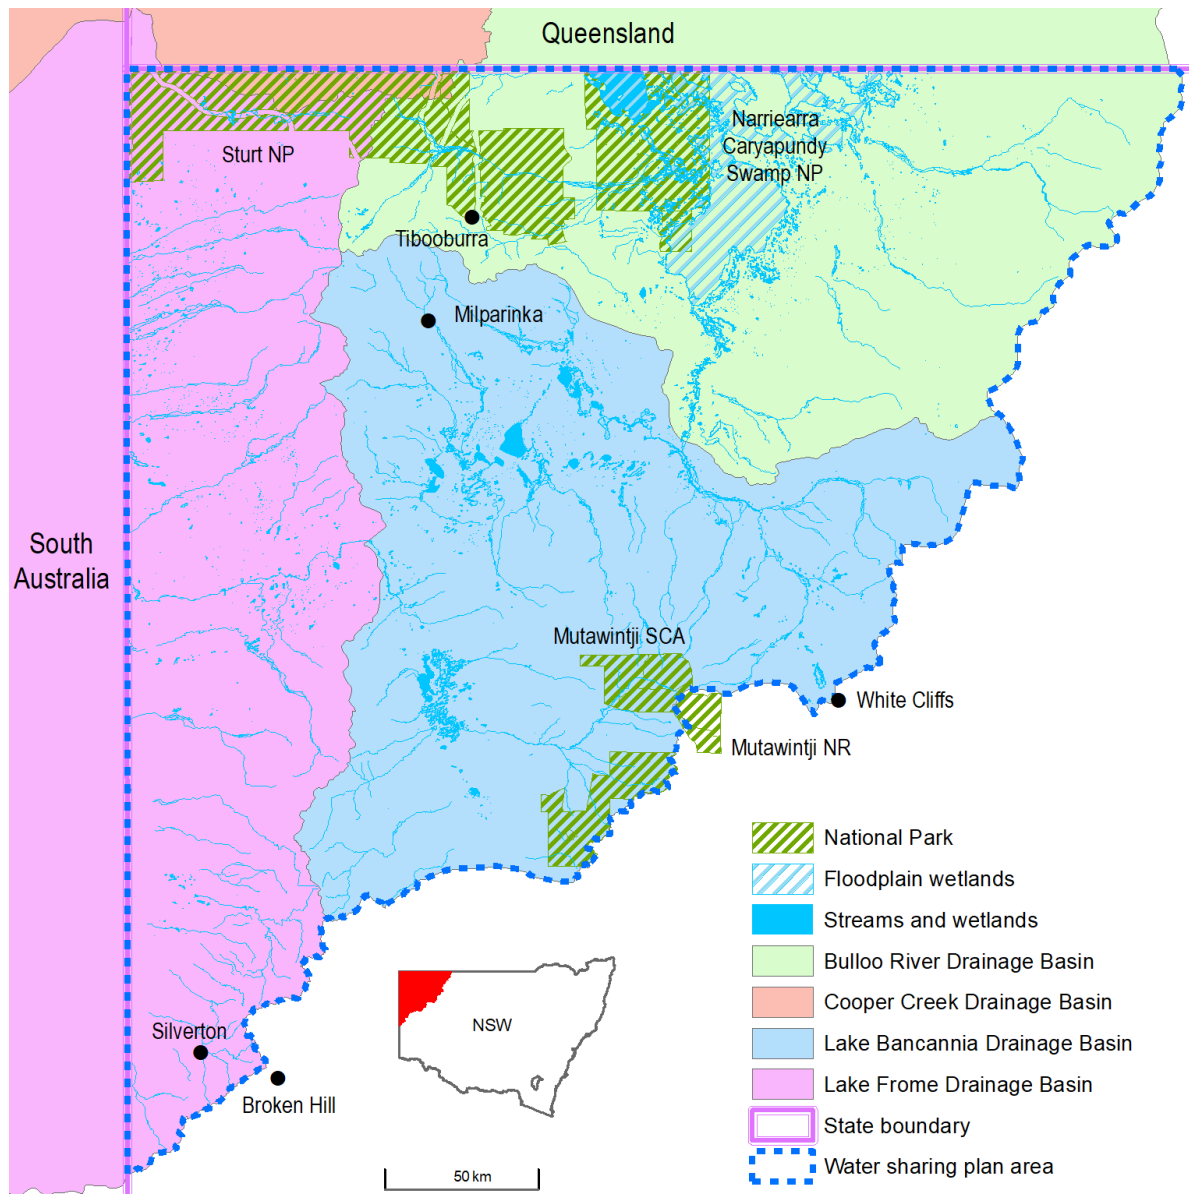 Queensland
Narriearra
Caryapundy
Swamp NP
Sturt NP
Tibooburra
Milparinka
South
Australia
Mutawintji SCA
White Cliffs
Mutawintji NR
National Park
Floodplain wetlands
Streams and wetlands
Bulloo River Drainage Basin
Cooper Creek Drainage Basin
Lake Bancannia Drainage Basin
Lake Frome Drainage Basin
State boundary
Water sharing plan area
NSW
Silverton
Broken Hill
50 km